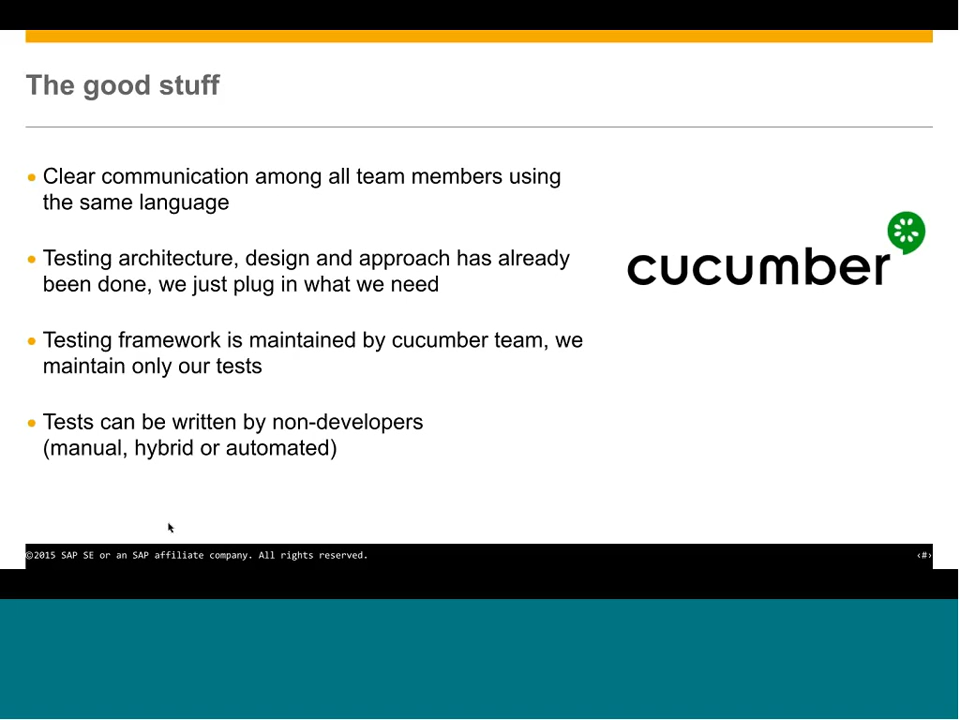 The good stuff
Clear communication among all team members using
the same language
Testing architecture, design and approach has already
been done, we just plug in what we need
Testing framework is maintained by cucumber team, we
maintain only our tests
Tests can be written by non-developers
(manual, hybrid or automated)
cucumber
©2015 SAP SE or an SAP affiliate company. All rights reserved.
‹#›